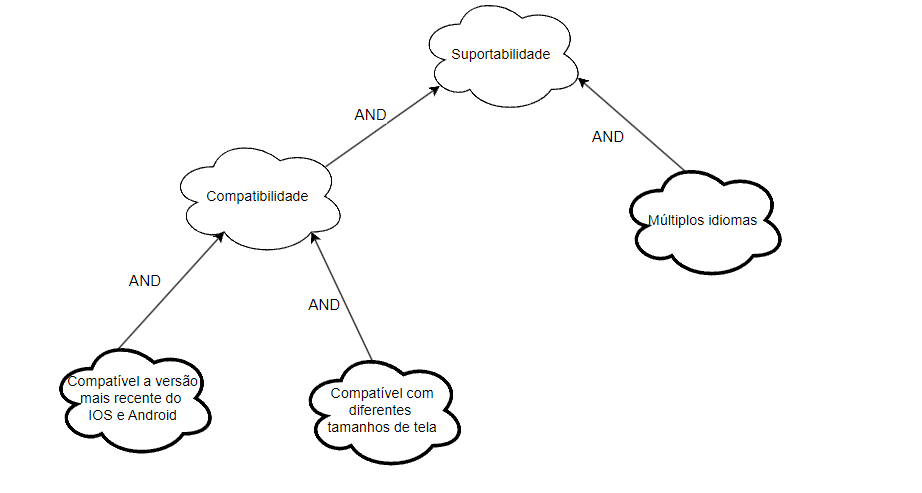 Suportabilidade
AND
AND
Compatibilidade
Múltiplos idiomas
AND
AND
Compatível a versão
mais recente do
IOS e Android
Compatível com
diferentes
tamanhos de tela